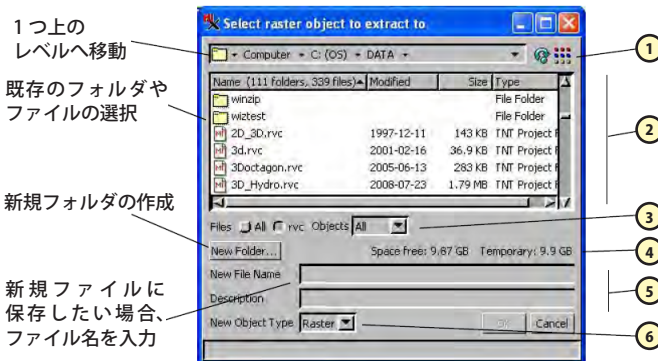 Select raster object to extract to
1 つ上の
レベルへ移動
Computer C: (OS) DATA
1
既存のフォルダや
ファイルの選択
Name (111 folders, 339 files) Modified Size Type
winzip File Folder
wiztest File Folder
2D_3D.rvc 1997-12-11 143 KB TNT Project F
3d.rvc 2001-02-16 36.9 KB TNT Project F
3Doctagon.rvc 2005-06-13 283 KB TNT Project F
3D_Hydro.rvc 2008-07-23 1.79 MB TNT Project F
2
Files All rvc Objects All
3
新規フォルダの作成
New Folder... Space free: 9.87 GB Temporary: 9.9 GB
4
新規ファイルに
保存したい場合、
ファイル名を入力
New File Name
Description
5
New Object Type Raster OK Cancel
6